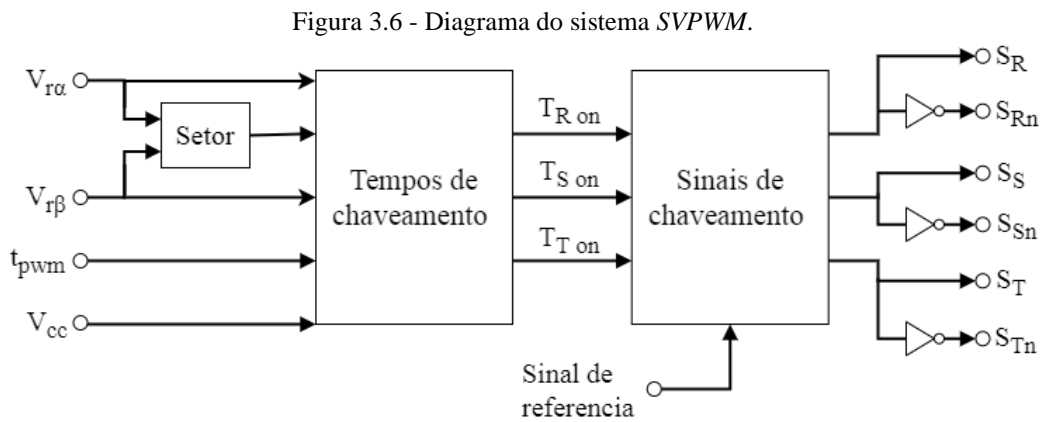 Figura 3.6 - Diagrama do sistema SVPWM.
Vrα
Setor
Vrβ
tpwm
Vcc
Tempos de
chaveamento
TR on
TS on
TT on
Sinais de
chaveamento
Sinal de
referencia
SR
SRn
SS
SSn
ST
STn